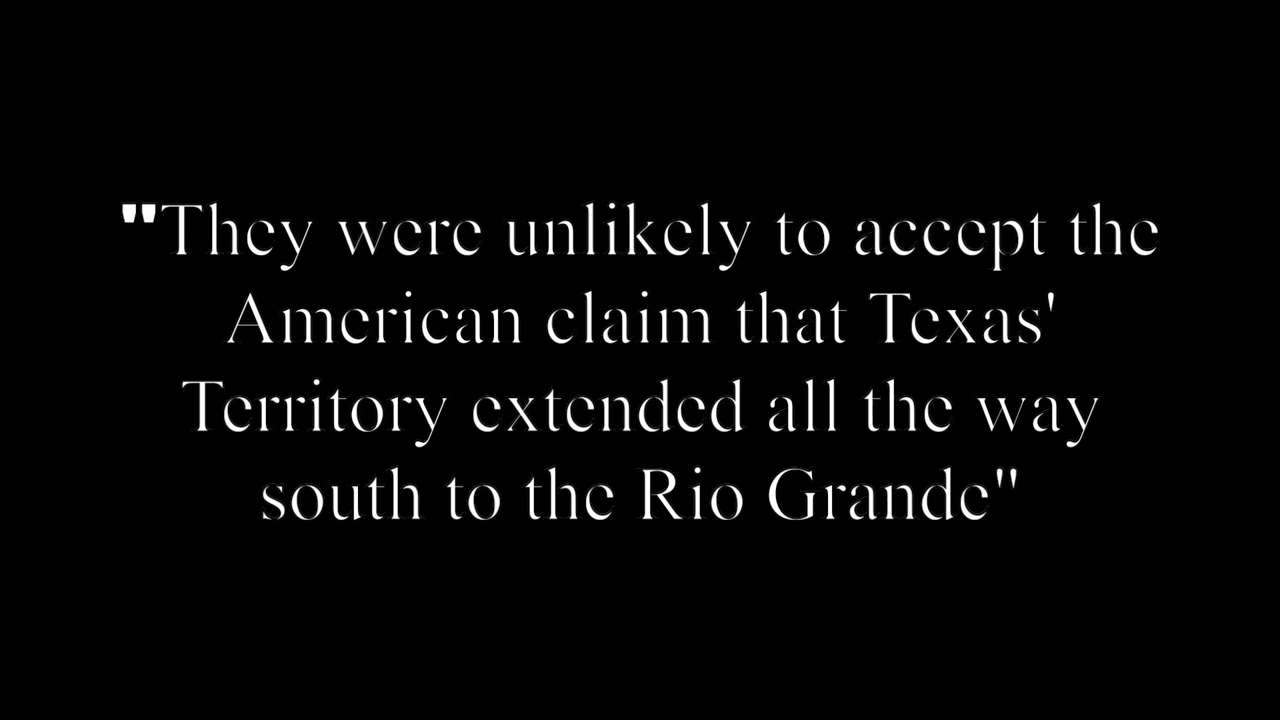 "They were unlikely to accept the
American claim that Texas'
Territory extended all the way
south to the Rio Grande"